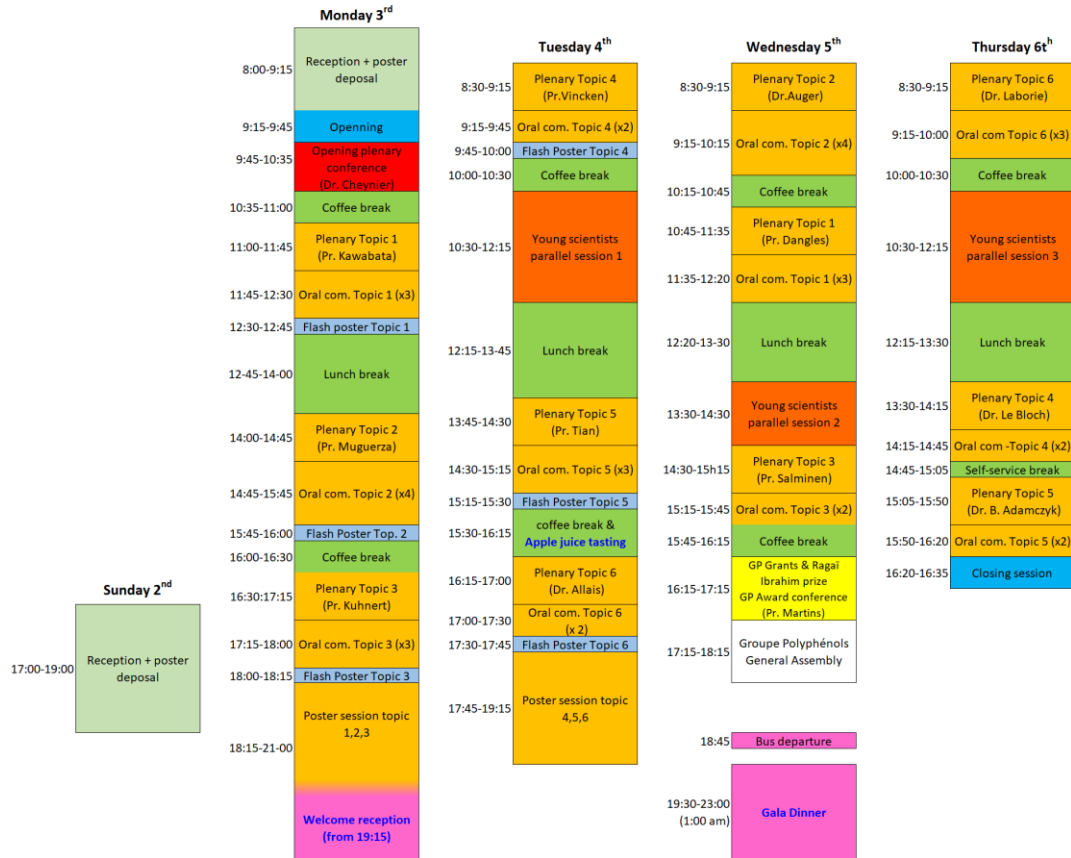 Sunday 2nd
17:00-19:00
Reception + poster
deposal
Monday 3rd
8:00-9:15
Reception + poster
deposal
9:15-9:45
Openning
9:45-10:35
Opening plenary
conference
(Dr. Cheynier)
10:35-11:00
Coffee break
11:00-11:45
Plenary Topic 1
(Pr. Kawabata)
11:45-12:30
Oral com. Topic 1 (x3)
12:30-12:45
Flash poster Topic 1
12-45-14-00
Lunch break
14:00-14:45
Plenary Topic 2
(Pr. Muguerza)
14:45-15:45
Oral com. Topic 2 (x4)
15:45-16:00
Flash Poster Top. 2
16:00-16:30
Coffee break
16:30:17:15
Plenary Topic 3
(Pr. Kuhnert)
17:15-18:00
Oral com. Topic 3 (x3)
18:00-18:15
Flash Poster Topic 3
18:15-21:00
Poster session topic
1,2,3
Welcome reception
(from 19:15)
Tuesday 4th
8:30-9:15
Plenary Topic 4
(Pr.Vincken)
9:15-9:45
Oral com. Topic 4 (x2)
9:45-10:00
Flash Poster Topic 4
10:00-10:30
Coffee break
10:30-12:15
Young scientists
parallel session 1
12:15-13-45
Lunch break
13:45-14:30
Plenary Topic 5
(Pr. Tian)
14:30-15:15
Oral com. Topic 5 (x3)
15:15-15:30
Flash Poster Topic 5
15:30-16:15
coffee break &
Apple juice tasting
16:15-17:00
Plenary Topic 6
(Dr. Allais)
17:00-17:30
Oral com. Topic 6
(x 2)
17:30-17:45
Flash Poster Topic 6
17:45-19:15
Poster session topic
4,5,6
Wednesday 5th
8:30-9:15
Plenary Topic 2
(Dr.Auger)
9:15-10:15
Oral com. Topic 2 (x4)
10:15-10:45
Coffee break
10:45-11:35
Plenary Topic 1
(Pr. Dangles)
11:35-12:20
Oral com. Topic 1 (x3)
12:20-13-30
Lunch break
13:30-14:30
Young scientists
parallel session 2
14:30-15h15
Plenary Topic 3
(Pr. Salminen)
15:15-15:45
Oral com. Topic 3 (x2)
15:45-16:15
Coffee break
16:15-17:15
GP Grants & Ragaï
Ibrahim prize
GP Award conference
(Pr. Martins)
17:15-18:15
Groupe Polyphénols
General Assembly
18:45
Bus departure
19:30-23:00
(1:00 am)
Gala Dinner
Thursday 6th
8:30-9:15
Plenary Topic 6
(Dr. Laborie)
9:15-10:00
Oral com Topic 6 (x3)
10:00-10:30
Coffee break
10:30-12:15
Young scientists
parallel session 3
12:15-13:30
Lunch break
13:30-14:15
Plenary Topic 4
(Dr. Le Bloch)
14:15-14:45
Oral com -Topic 4 (x2)
14:45-15:05
Self-service break
15:05-15:50
Plenary Topic 5
(Dr. B. Adamczyk)
15:50-16:20
Oral com. Topic 5 (x2)
16:20-16:35
Closing session